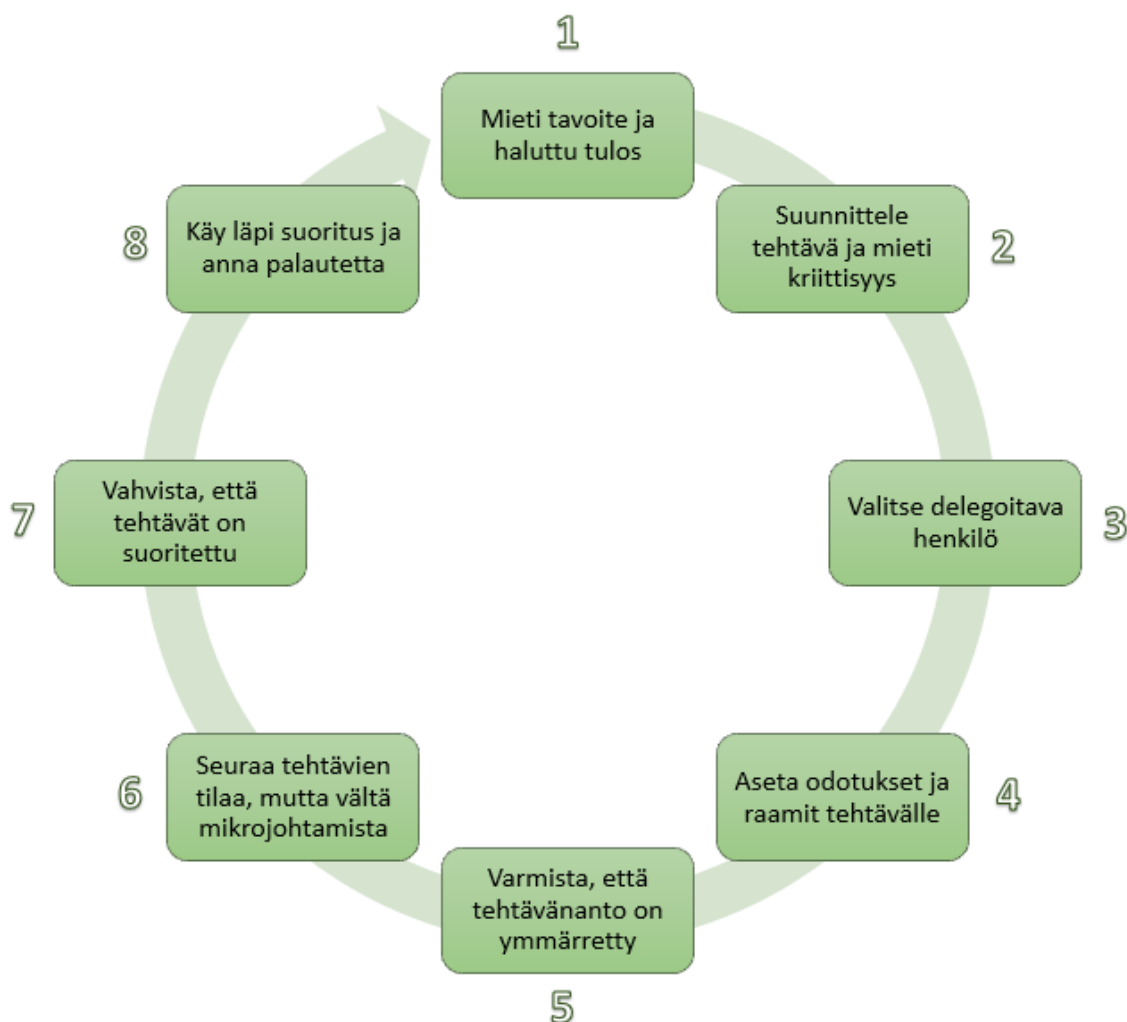 1
Mieti tavoite ja
haluttu tulos
2
Suunnittele
tehtävä ja mieti
kriittisyys
3
Valitse delegoitava
henkilö
4
Aseta odotukset ja
raamit tehtävälle
5
Varmista, että
tehtävänanto on
ymmärretty
6
Seuraa tehtävien
tilaa, mutta vältä
mikrojohtamista
7
Vahvista, että
tehtävät on
suoritettu
8
Käy läpi suoritus ja
anna palautetta